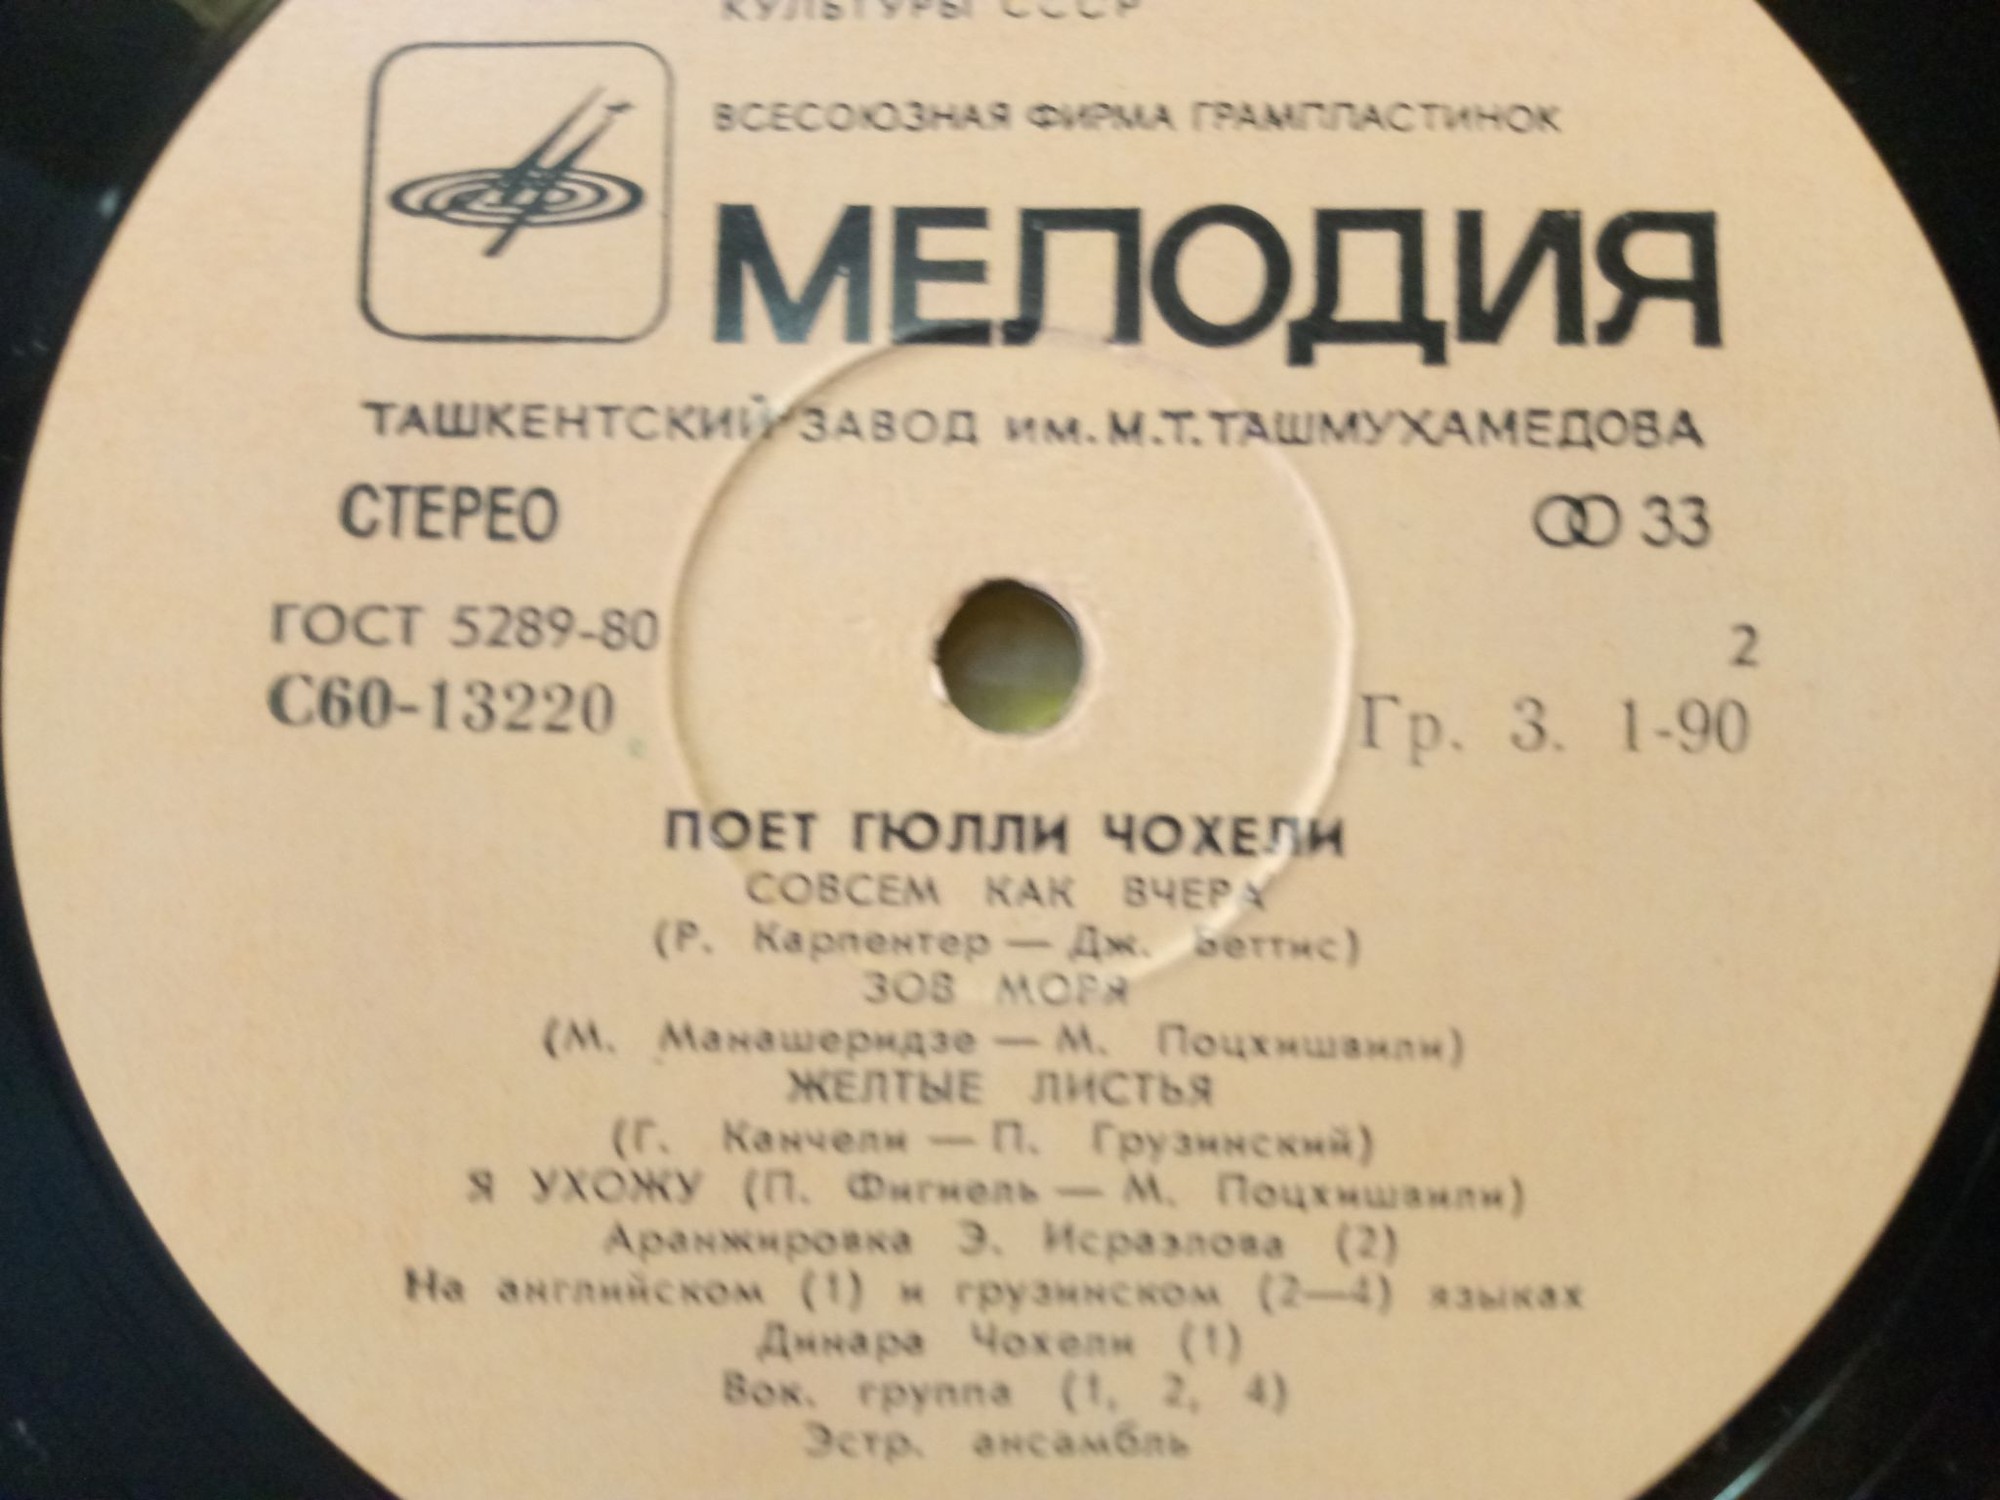 КУЛЬТУРЫ СССР
ВСЕСОЮЗНАЯ ФИРМА ГРАМПЛАСТИНОК
МЕЛОДИЯ
ТАШКЕНТСКИЙ ЗАВОД им. М.Т.ТАШМУХАМЕДОВА
СТЕРЕО 33
ГОСТ 5289-80 2
С60-13220 Гр. 3. 1-90
ПОЕТ ГЮЛЛИ ЧОХЕЛИ
СОВСЕМ КАК ВЧЕРА
(Р. Карпентер — Дж. Беттис)
ЗОВ МОРЯ
(М. Манашеридзе — М. Поцхишвили)
ЖЕЛТЫЕ ЛИСТЬЯ
(Г. Канчели — П. Грузинский)
Я УХОЖУ (П. Фигиель — М. Поцхишвили)
Аранжировка Э. Исраэлова (2)
На английском (1) и грузинском (2—4) языках
Динара Чохели (1)
Вок. группа (1, 2, 4)
Эстр. ансамбль